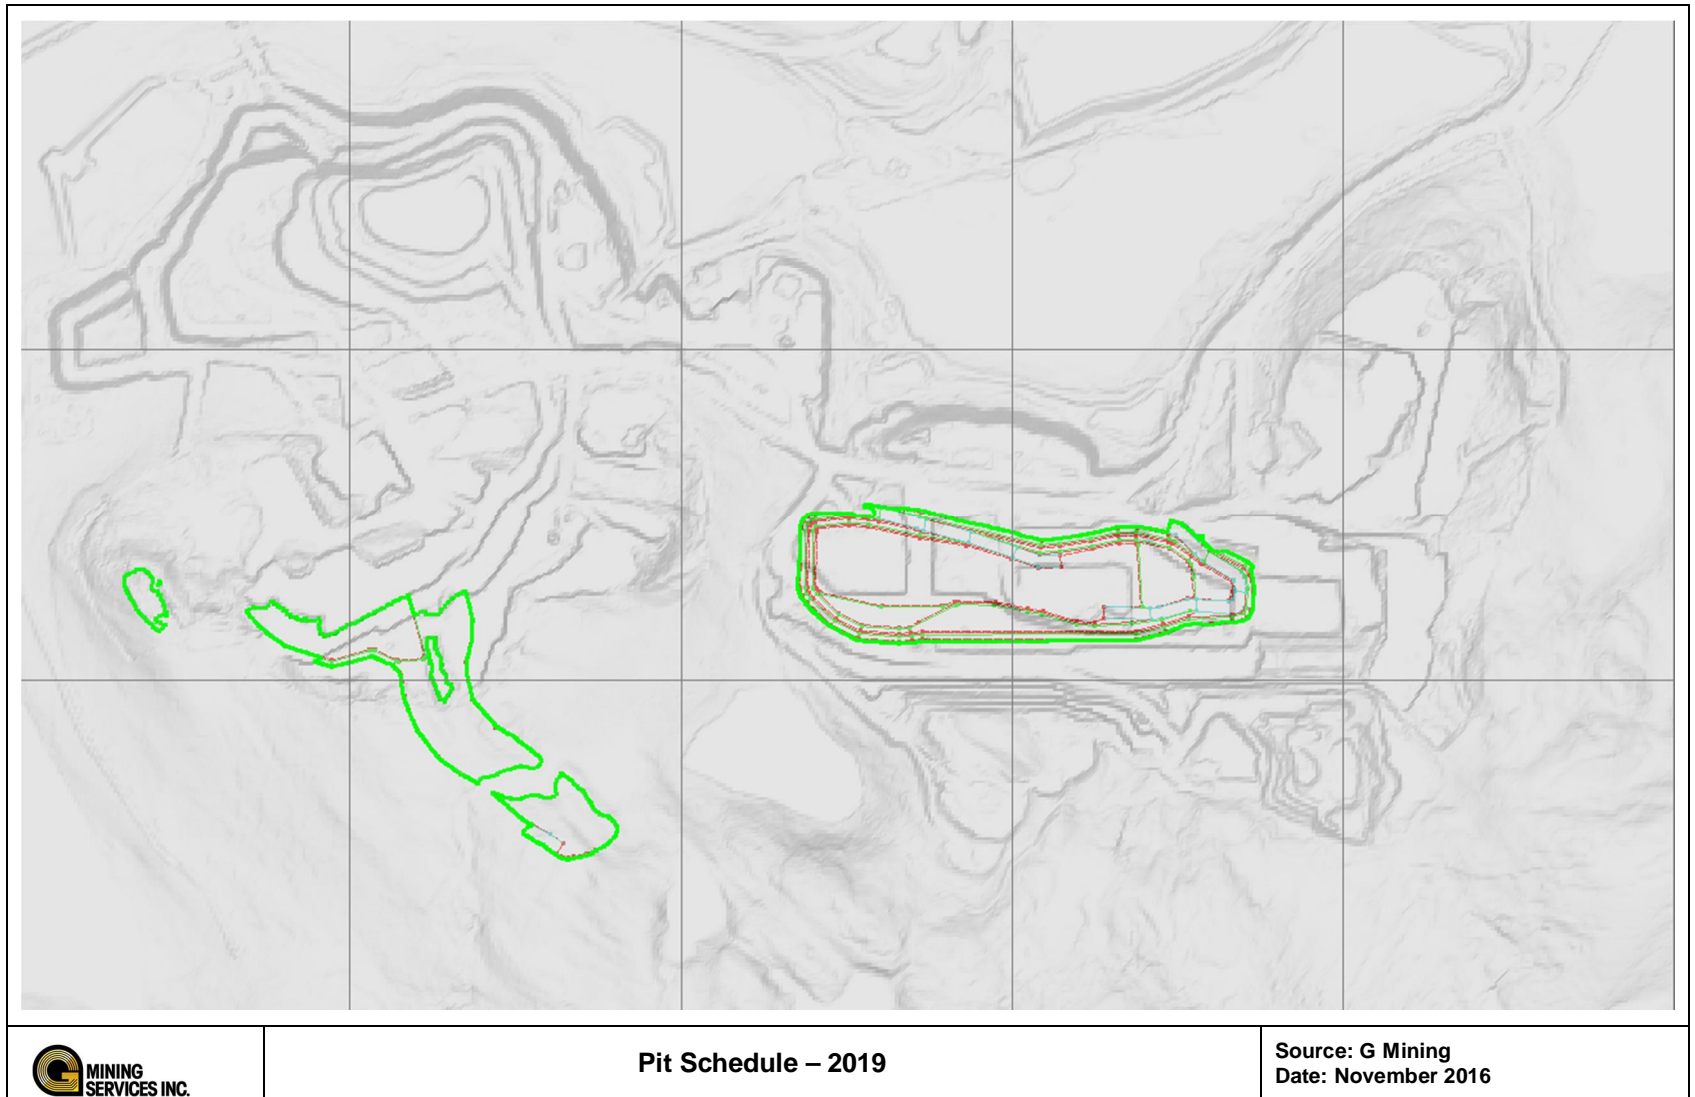 MINING
SERVICES INC.
Pit Schedule – 2019
Source: G Mining
Date: November 2016